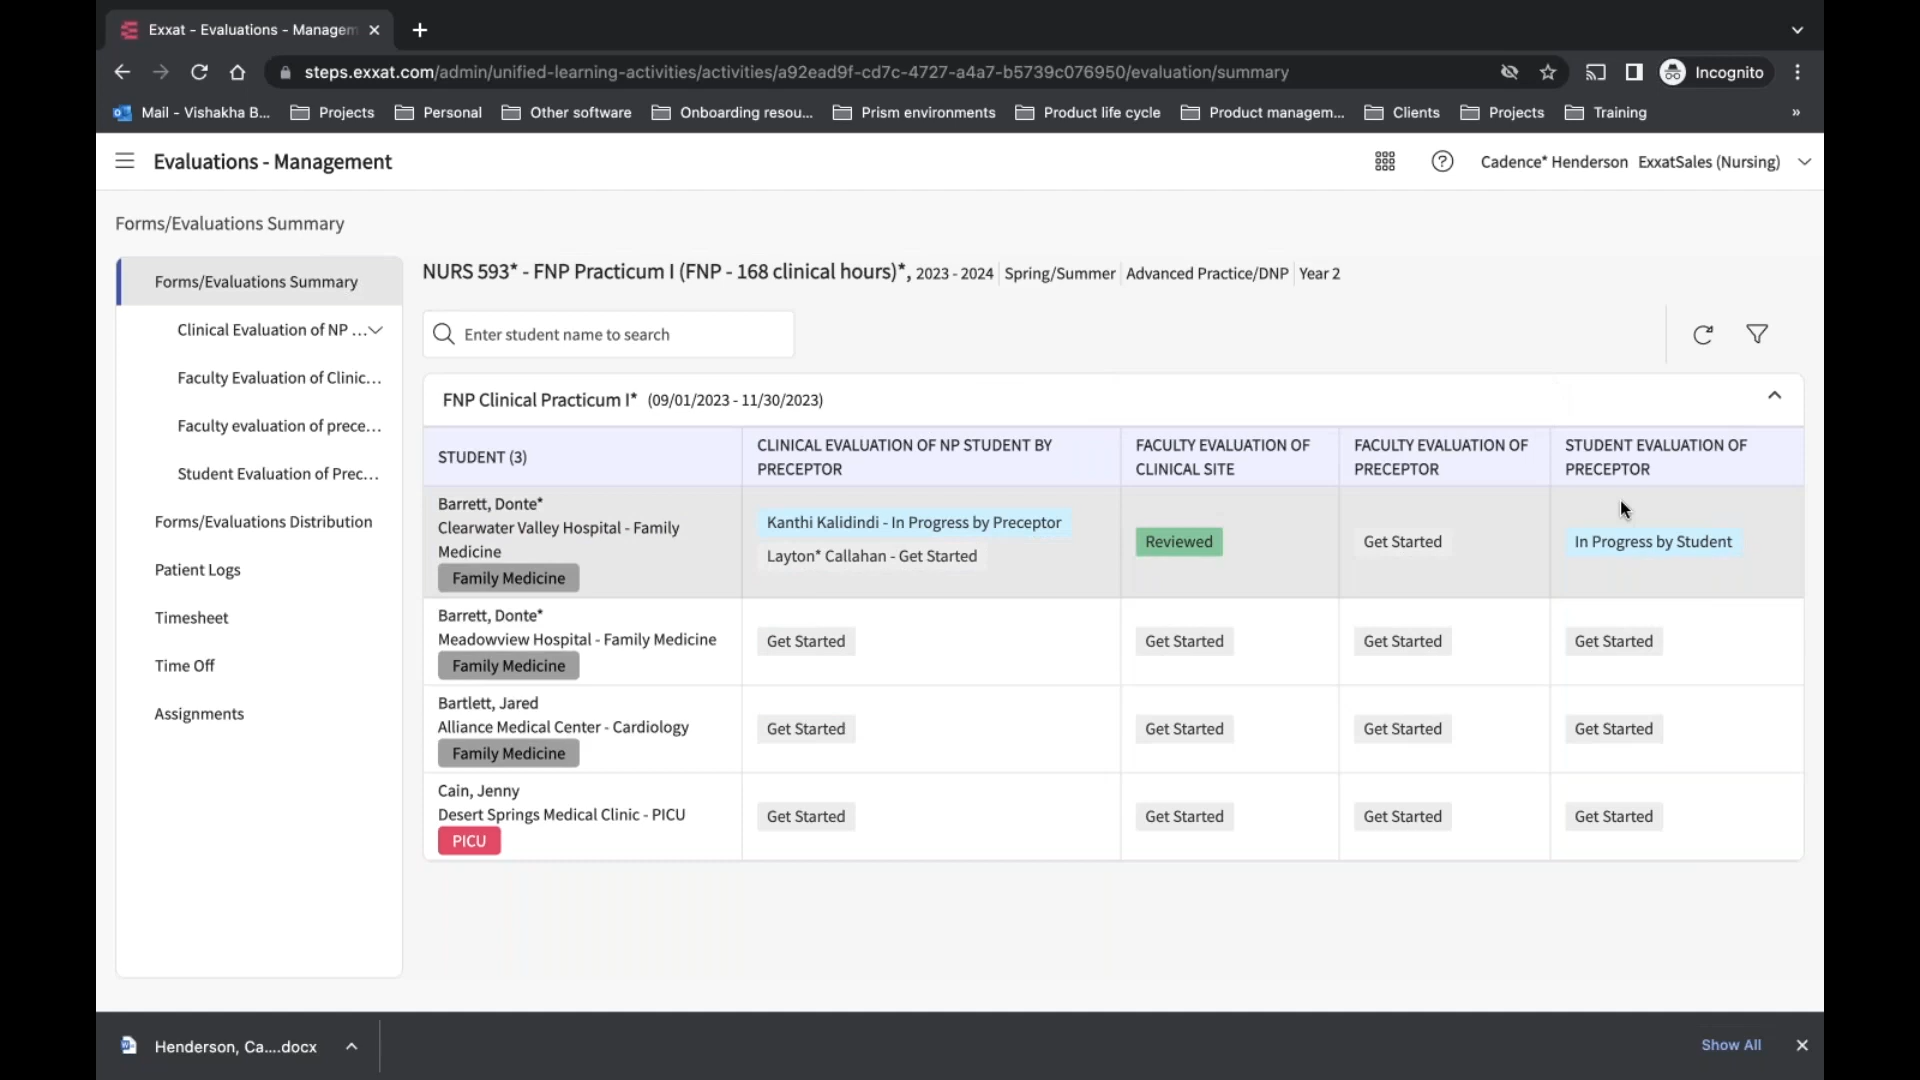 Exxat - Evaluations - Managem
steps.exxat.com/admin/unified-learning-activities/activities/a92ead9f-cd7c-4727-a4a7-b5739c076950/evaluation/summary
Incognito
Mail - Vishakha B...
Projects
Personal
Other software
Onboarding resou...
Prism environments
Product life cycle
Product managem...
Clients
Projects
Training
»
Evaluations - Management
Cadence* Henderson ExxatSales (Nursing)
Forms/Evaluations Summary
Forms/Evaluations Summary
Clinical Evaluation of NP ...
Faculty Evaluation of Clinic...
Faculty evaluation of prece...
Student Evaluation of Prec...
Forms/Evaluations Distribution
Patient Logs
Timesheet
Time Off
Assignments
NURS 593* - FNP Practicum I (FNP - 168 clinical hours)*, 2023 - 2024 Spring/Summer Advanced Practice/DNP Year 2
Enter student name to search
FNP Clinical Practicum I* (09/01/2023 - 11/30/2023)
STUDENT (3)
CLINICAL EVALUATION OF NP STUDENT BY
PRECEPTOR
FACULTY EVALUATION OF
CLINICAL SITE
FACULTY EVALUATION OF
PRECEPTOR
STUDENT EVALUATION OF
PRECEPTOR
Barrett, Donte*
Clearwater Valley Hospital - Family
Medicine
Family Medicine
Kanthi Kalidindi - In Progress by Preceptor
Layton* Callahan - Get Started
Reviewed
Get Started
In Progress by Student
Barrett, Donte*
Meadowview Hospital - Family Medicine
Family Medicine
Get Started
Get Started
Get Started
Get Started
Bartlett, Jared
Alliance Medical Center - Cardiology
Family Medicine
Get Started
Get Started
Get Started
Get Started
Cain, Jenny
Desert Springs Medical Clinic - PICU
PICU
Get Started
Get Started
Get Started
Get Started
Henderson, Ca....docx
Show All